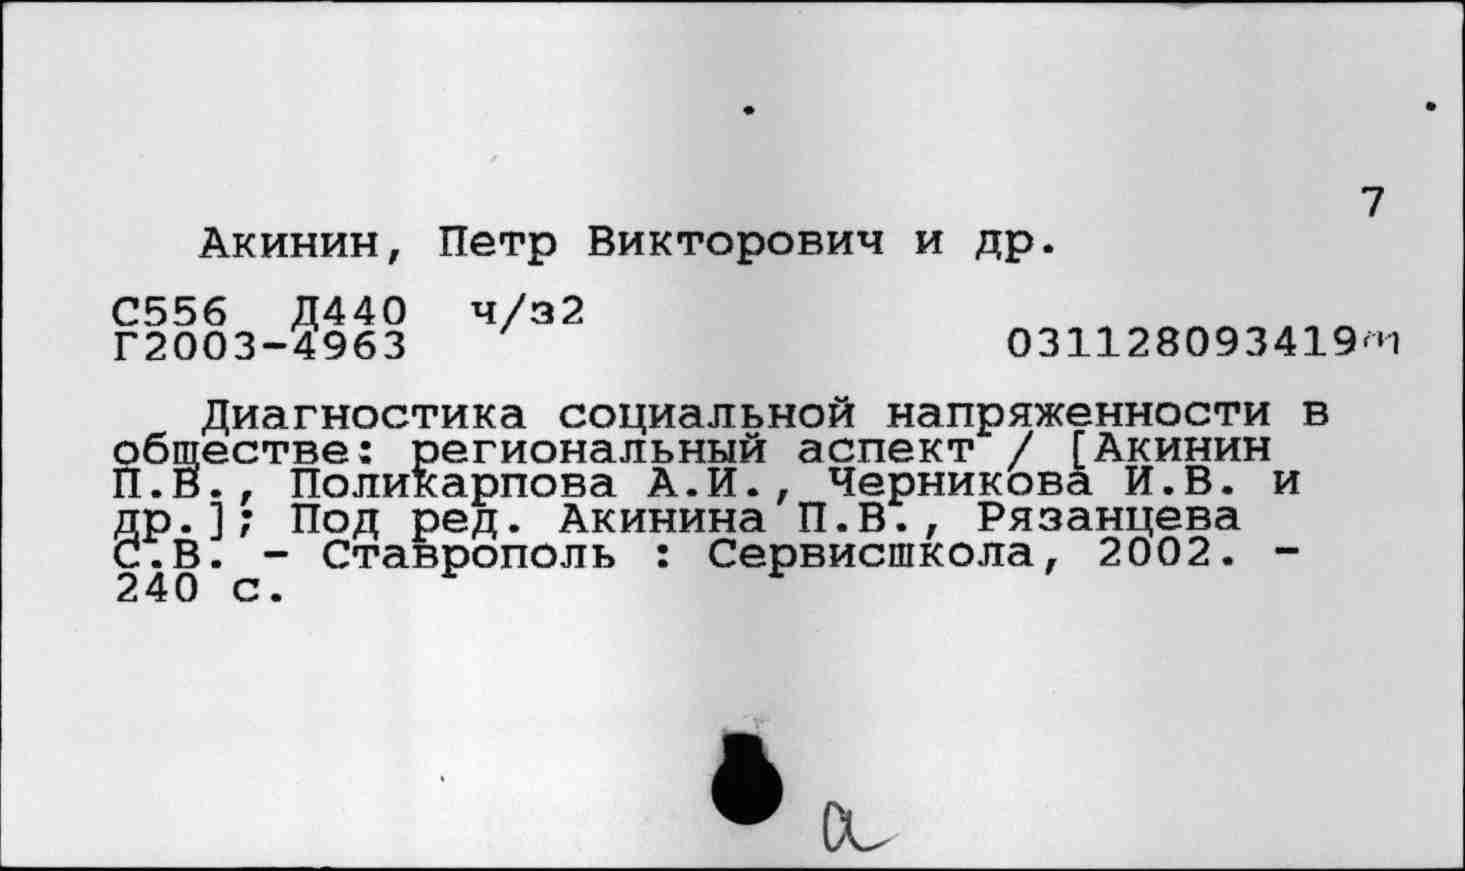 7
Акинин, Петр Викторович и др.
С556 Д440 ч/з2
Г2003-4963 031128093419m
Диагностика социальной напряженности в
обществе: региональный аспект / [Акинин
П.В., Поликарпова А.И., Черникова И.В. и
др.]; Под ред. Акинина П.В., Рязанцева
С.В. - Ставрополь : Сервисшкола, 2002. -
240 с.
а